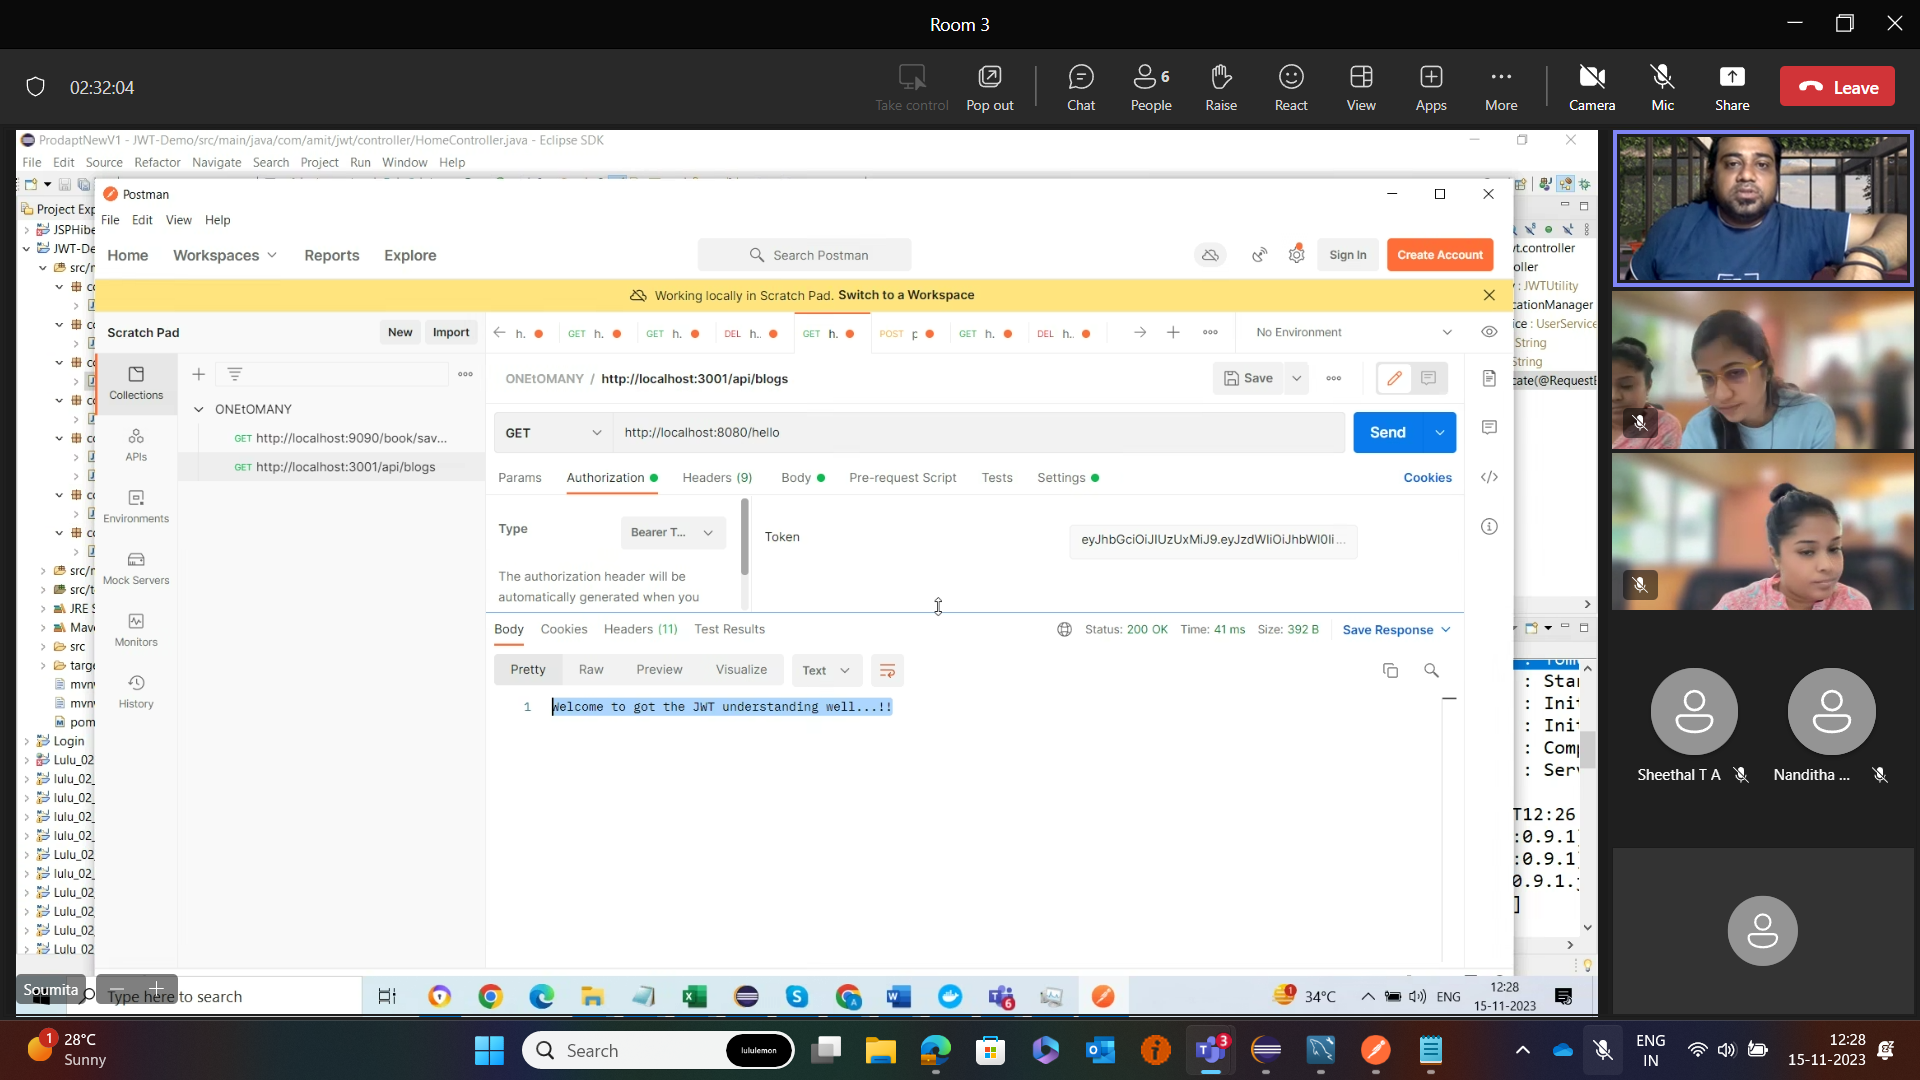 Room 3
02:32:04
Take control
Pop out
Chat
People
6
Raise
React
View
Apps
More
Camera
Mic
Share
Leave
ProdaptNewV1 - JWT-Demo/src/main/java/com/amit/jwt/controller/HomeController.java - Eclipse SDK
File Edit Source Refactor Navigate Search Project Run Window Help
Project Exp
JSPHibe
JWT-De
src/r
JRE S
Mav
src
targe
mvn
mvn
pom
Login
Lulu_02
lulu_02_
lulu_02_
lulu_02_
lulu_02_
Lulu_02
lulu_02_
Lulu_02
Lulu_02
Lulu_02
Lulu 02
Postman
File Edit View Help
Home Workspaces Reports Explore
Search Postman
Sign In
Create Account
Working locally in Scratch Pad. Switch to a Workspace
Scratch Pad
New
Import
h.
GET h.
GET h.
DEL h..
GET h.
POST p
GET h.
DEL h..
No Environment
Collections
APIs
Environments
Mock Servers
Monitors
History
ONEtOMANY
GET http://localhost:9090/book/sav...
GET http://localhost:3001/api/blogs
ONEtOMANY / http://localhost:3001/api/blogs
Save
GET
http://localhost:8080/hello
Send
Params Authorization Headers (9) Body Pre-request Script Tests Settings
Cookies
Type
Bearer T...
The authorization header will be
automatically generated when you
Token
eyJhbGciOiJIUzUxMiJ9.eyJzdWIiOiJhbWl0Ii...
Body Cookies Headers (11) Test Results
Status: 200 OK Time: 41 ms Size: 392 B
Save Response
Pretty Raw Preview Visualize
Text
1 Welcome to got the JWT understanding well...!!
vt.controller
oller
: JWTUtility
cationManager
ice : UserService
String
tring
cate(@RequestE
: Star
: Ini
: Ini
: Comp
: Serv
T12:26
:0.9.1
:0.9.1
0.9.1.j
]
Sheethal T A
Nanditha ...
Soumita
Type here to search
6
1
34°C
ENG
12:28
15-11-2023
1
28°C
Sunny
Search
lululemon
3
ENG
IN
12:28
15-11-2023